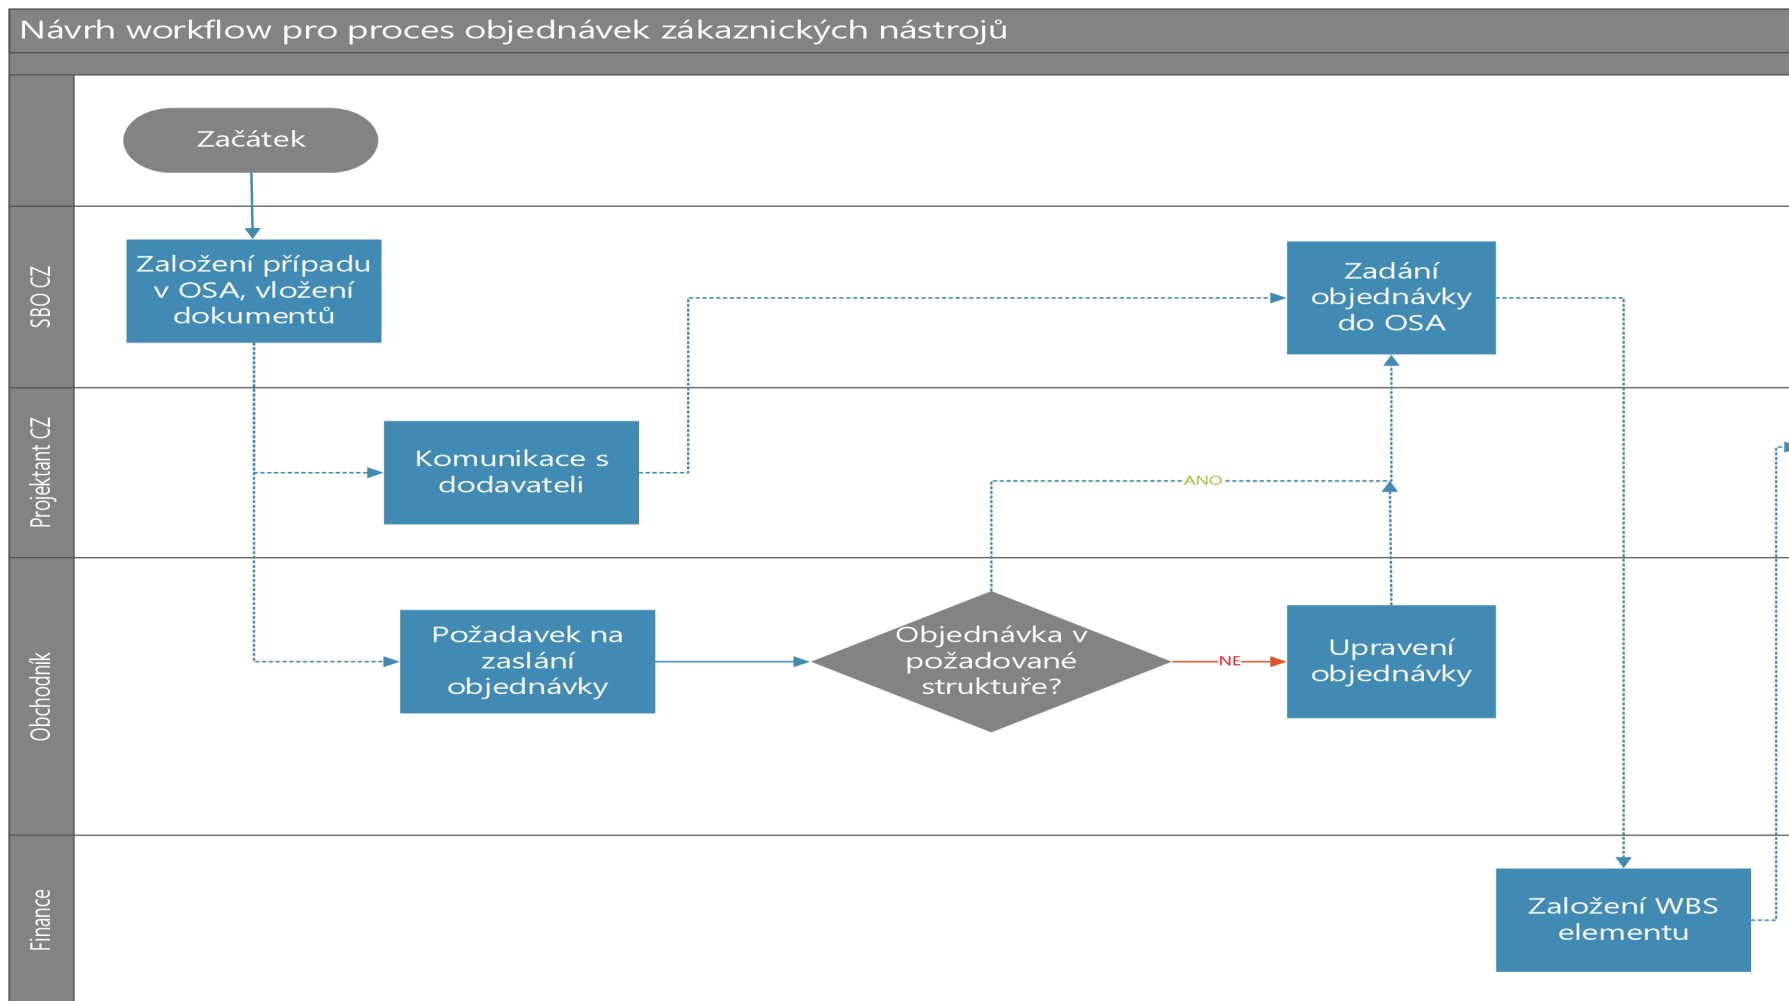 Návrh workflow pro proces objednávek zákaznických nástrojů
Začátek
SBO CZ
Založení případu
v OSA, vložení
dokumentů
Zadání
objednávky
do OSA
Projektant CZ
Komunikace s
dodavateli
ANO
Obchodník
Požadavek na
zaslání
objednávky
Objednávka v
požadované
struktuře?
NE
Upravení
objednávky
Finance
Založení WBS
elementu